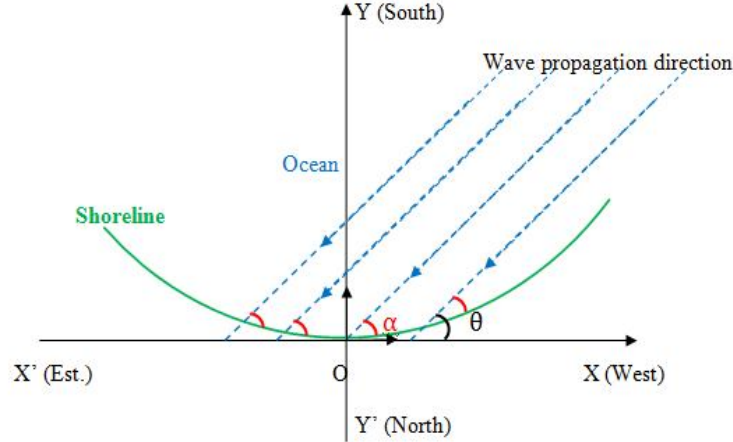 Y (South)
Wave propagation direction
Ocean
Shoreline
α
θ
X' (Est.)
O
X (West)
Y' (North)